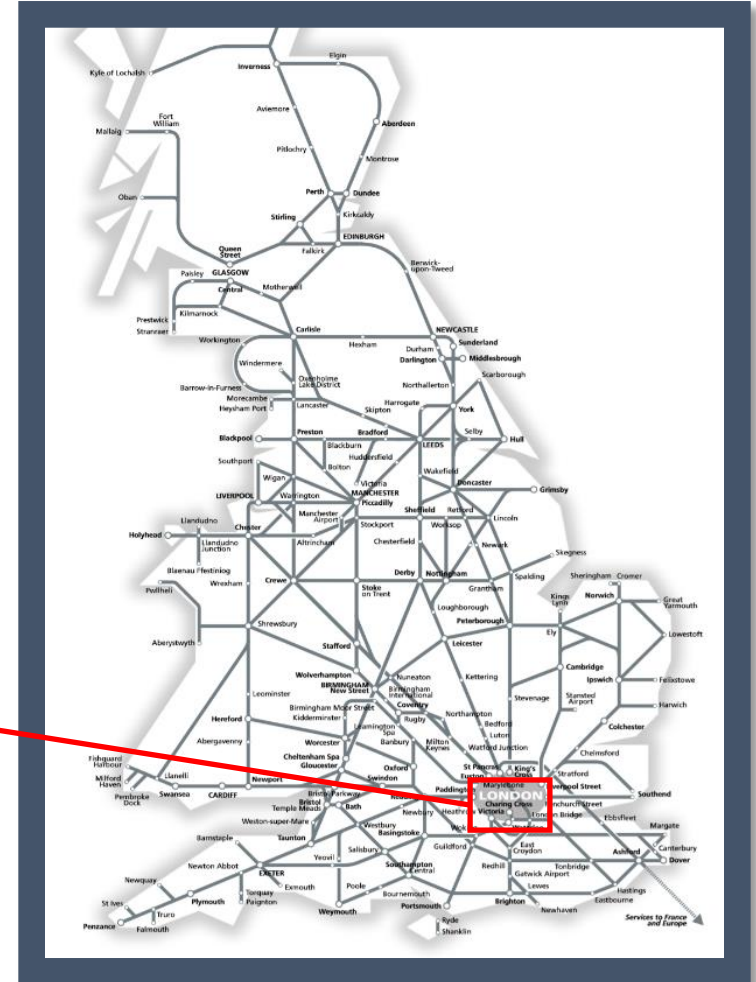 Elgin
Inverness
Kyle of Lochalsh
Aviemore
Fort
William
Mallaig
Aberdeen
Pitlochry
Montrose
Perth
Dundee
Oban
Stirling
Kirkcaldy
EDINBURGH
Queen
Street
Falkirk
Berwick-
upon-Tweed
Paisley
GLASGOW
Central
Motherwell
Prestwick
Kilmarnock
Stranraer
Carlisle
NEWCASTLE
Workington
Hexham
Durham
Sunderland
Darlington
Middlesbrough
Windermere
Scarborough
Oxenholme
Lake District
Barrow-in-Furness
Northallerton
Morecambe
Heysham Port
Lancaster
Harrogate
Skipton
York
Blackpool
Preston
Bradford
Selby
Hull
Blackburn
LEEDS
Southport
Huddersfield
Bolton
Wakefield
Wigan
Victoria
Doncaster
Grimsby
LIVERPOOL
Warrington
MANCHESTER
Piccadilly
Manchester
Airport
Sheffield
Retford
Lincoln
Llandudno
Stockport
Worksop
Holyhead
Chester
Llandudno
Junction
Altrincham
Chesterfield
Newark
Skegness
Blaenau Ffestiniog
Wrexham
Crewe
Stoke
on Trent
Derby
Nottingham
Grantham
Spalding
Sheringham
Cromer
Pwllheli
Kings
Lynn
Norwich
Great
Yarmouth
Loughborough
Peterborough
Shrewsbury
Ely
Lowestoft
Aberystwyth
Stafford
Leicester
Wolverhampton
Cambridge
BIRMINGHAM
New Street
Nuneaton
Kettering
Ipswich
Felixstowe
Birmingham
International
Leominster
Coventry
Stevenage
Stansted
Airport
Birmingham Moor Street
Rugby
Northampton
Harwich
Hereford
Kidderminster
Leamington
Spa
Bedford
Colchester
Abergavenny
Worcester
Banbury
Milton
Keynes
Luton
Watford Junction
Chelmsford
Cheltenham Spa
Gloucester
Oxford
St Pancras
King's
Cross
Fishguard
Harbour
Llanelli
Newport
Swindon
Euston
Stratford
Milford
Haven
Paddington
Marylebone
Liverpool Street
Pembroke
Dock
Swansea
CARDIFF
Bristol Parkway
LONDON
Southend
Bristol
Temple Meads
Bath
Heathrow
Charing Cross
Fenchurch Street
Weston-super-Mare
Newbury
Victoria
London Bridge
Ebbsfleet
Westbury
Basingstoke
Waterloo
Margate
Barnstaple
Taunton
Salisbury
Guildford
East
Croydon
Canterbury
Yeovil
Ashford
Dover
Newton Abbot
EXETER
Southampton
Central
Redhill
Tonbridge
Gatwick Airport
Newquay
Exmouth
Poole
Lewes
Hastings
Torquay
Paignton
Bournemouth
Eastbourne
St Ives
Plymouth
Weymouth
Portsmouth
Brighton
Newhaven
Truro
Penzance
Falmouth
Ryde
Shanklin
Services to France
and Europe